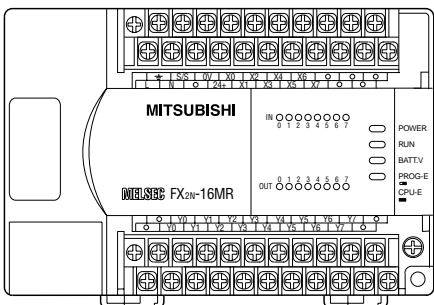 ⏚ S/S 0V X0 X2 X4 X6
L N 24+ X1 X3 X5 X7
MITSUBISHI
IN
0 1 2 3 4 5 6 7
POWER
RUN
BATT.V
PROG-E
CPU-E
0 1 2 3 4 5 6 7
OUT
MELSEC FX2N-16MR
Y0 Y1 Y2 Y3 Y4 Y5 Y6 Y7
Y0 Y1 Y2 Y3 Y4 Y5 Y6 Y7